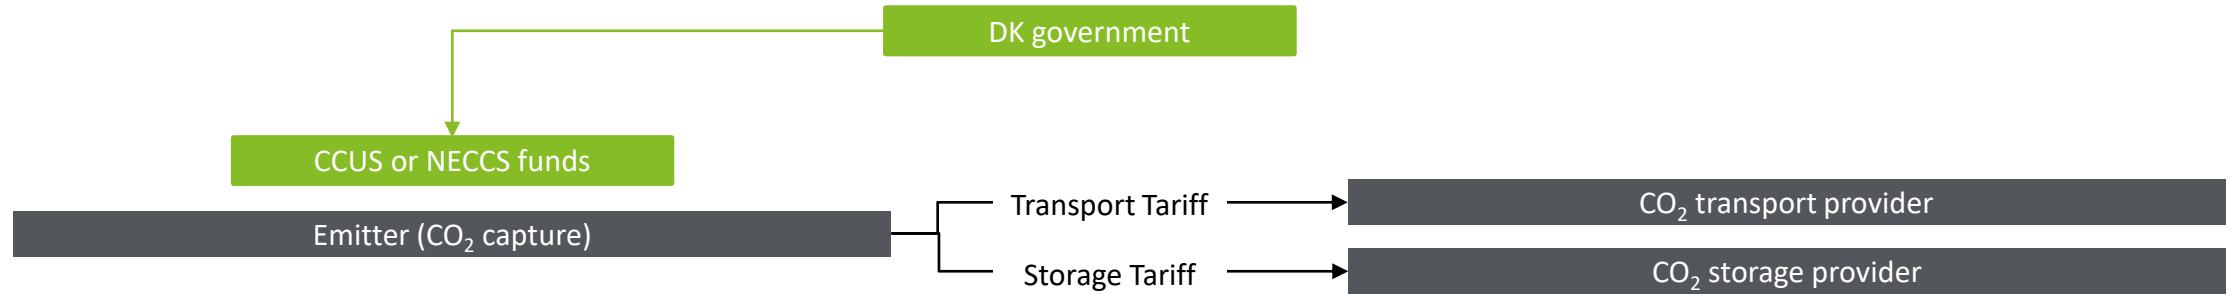 DK government
CCUS or NECCS funds
Emitter (CO₂ capture)
Transport Tariff
CO₂ transport provider
Storage Tariff
CO₂ storage provider